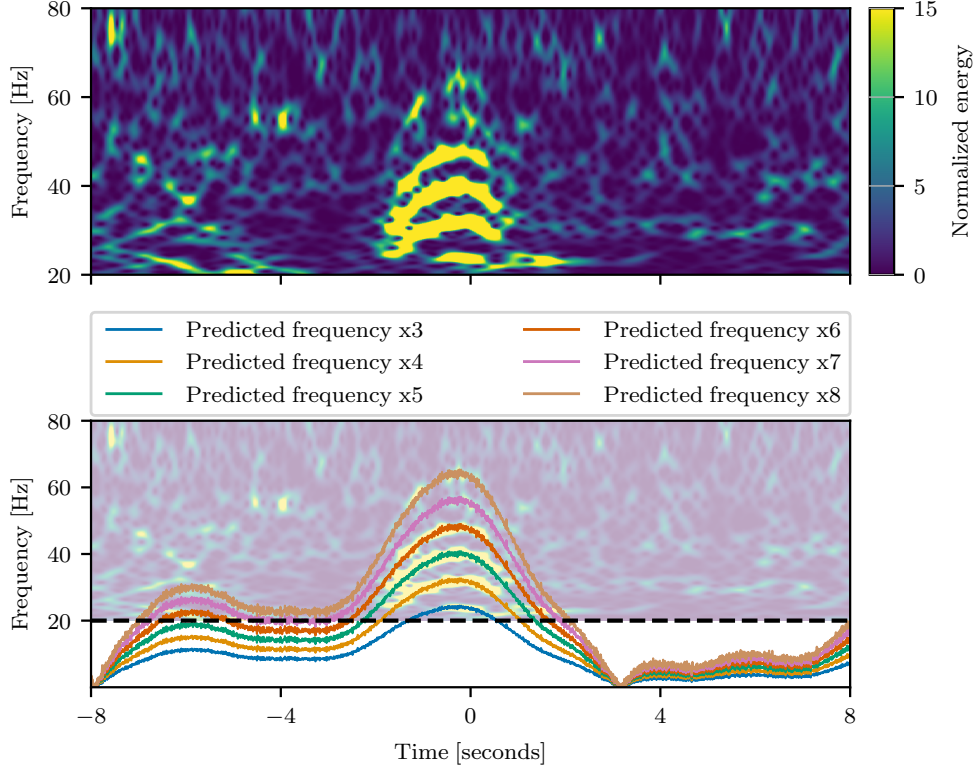 80
60
40
20
Frequency [Hz]
15
10
5
0
Normalized energy
Predicted frequency x3
Predicted frequency x4
Predicted frequency x5
Predicted frequency x6
Predicted frequency x7
Predicted frequency x8
80
60
40
20
Frequency [Hz]
−8 −4 0 4 8
Time [seconds]